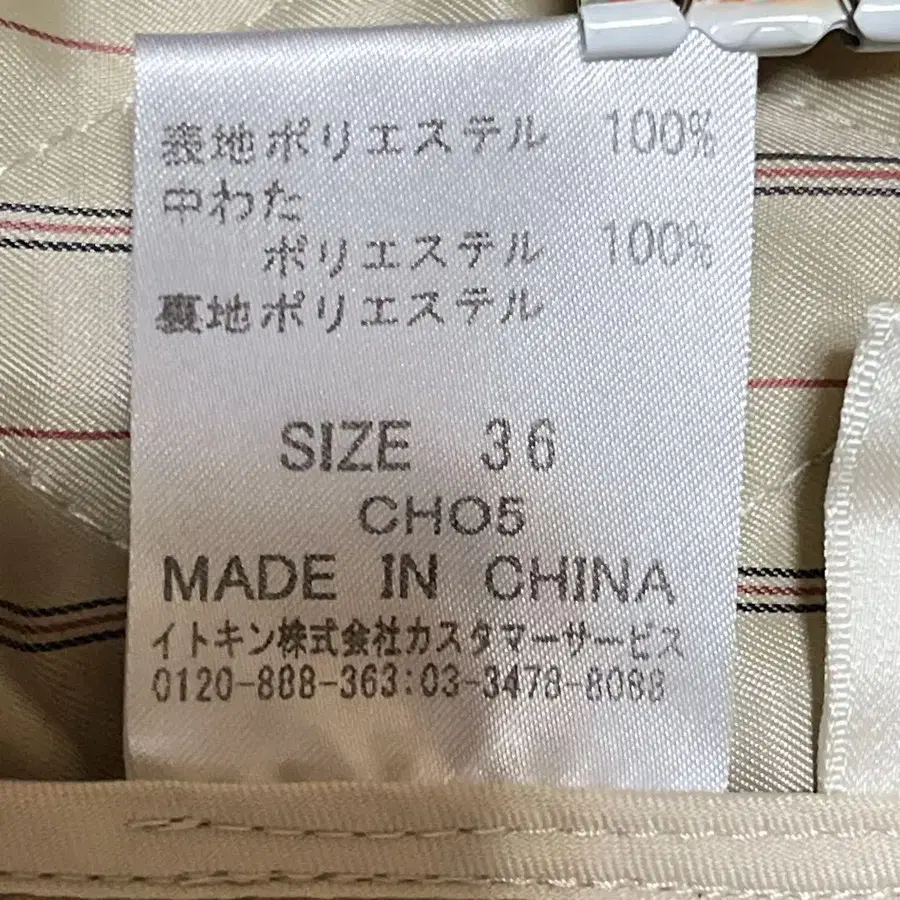 表地ポリエステル 100%
中わた
ポリエステル 100%
裏地ポリエステル
SIZE 36
CH05
MADE IN CHINA
イトキン株式会社カスタマーサービス
0120-888-363:03-3478-8088